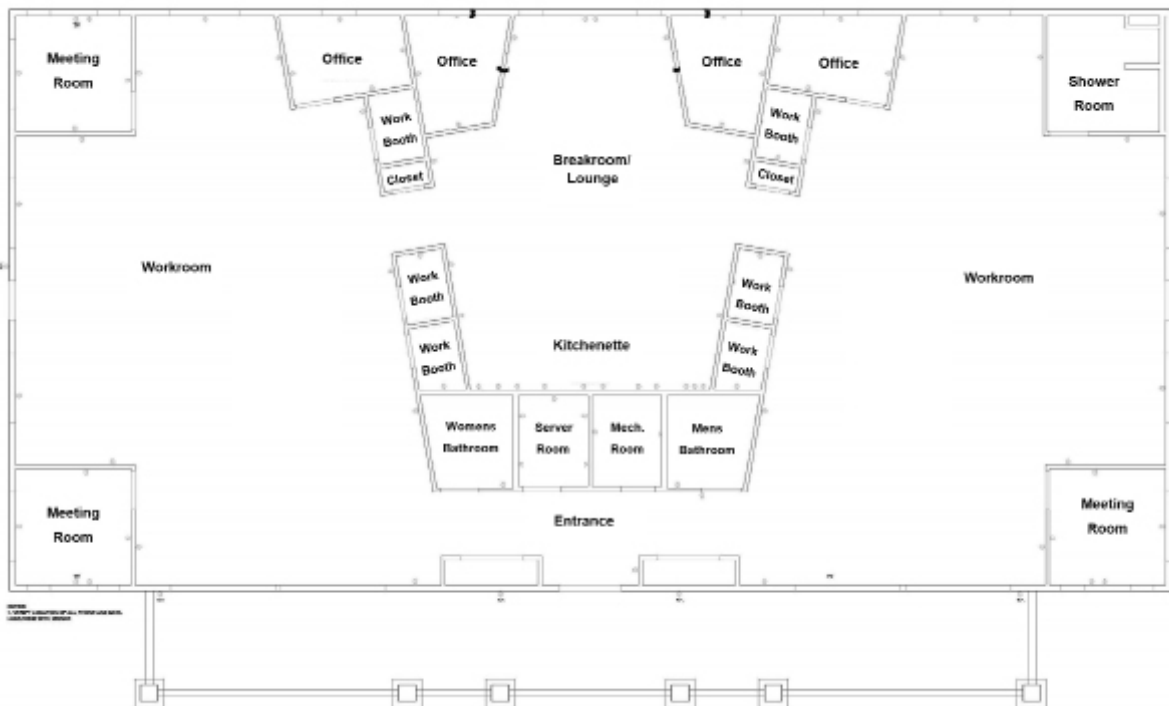 Meeting
Room
Office
Office
Office
Office
Shower
Room
Work
Booth
Closet
Breakroom/
Lounge
Work
Booth
Closet
Workroom
Work
Booth
Work
Booth
Kitchenette
Work
Booth
Work
Booth
Workroom
Womens
Bathroom
Server
Room
Mech.
Room
Mens
Bathroom
Meeting
Room
Entrance
Meeting
Room